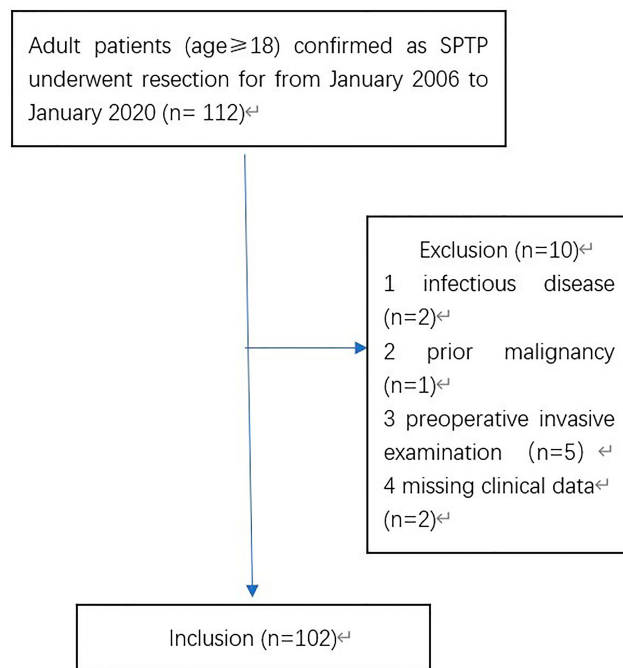 Adult patients (age≥18) confirmed as SPTP
underwent resection for from January 2006 to
January 2020 (n= 112)↵
Exclusion (n=10)↵
1 infectious disease
(n=2)↵
2 prior malignancy
(n=1)↵
3 preoperative invasive
examination （n=5）↵
4 missing clinical data↵
(n=2)↵
Inclusion (n=102)↵